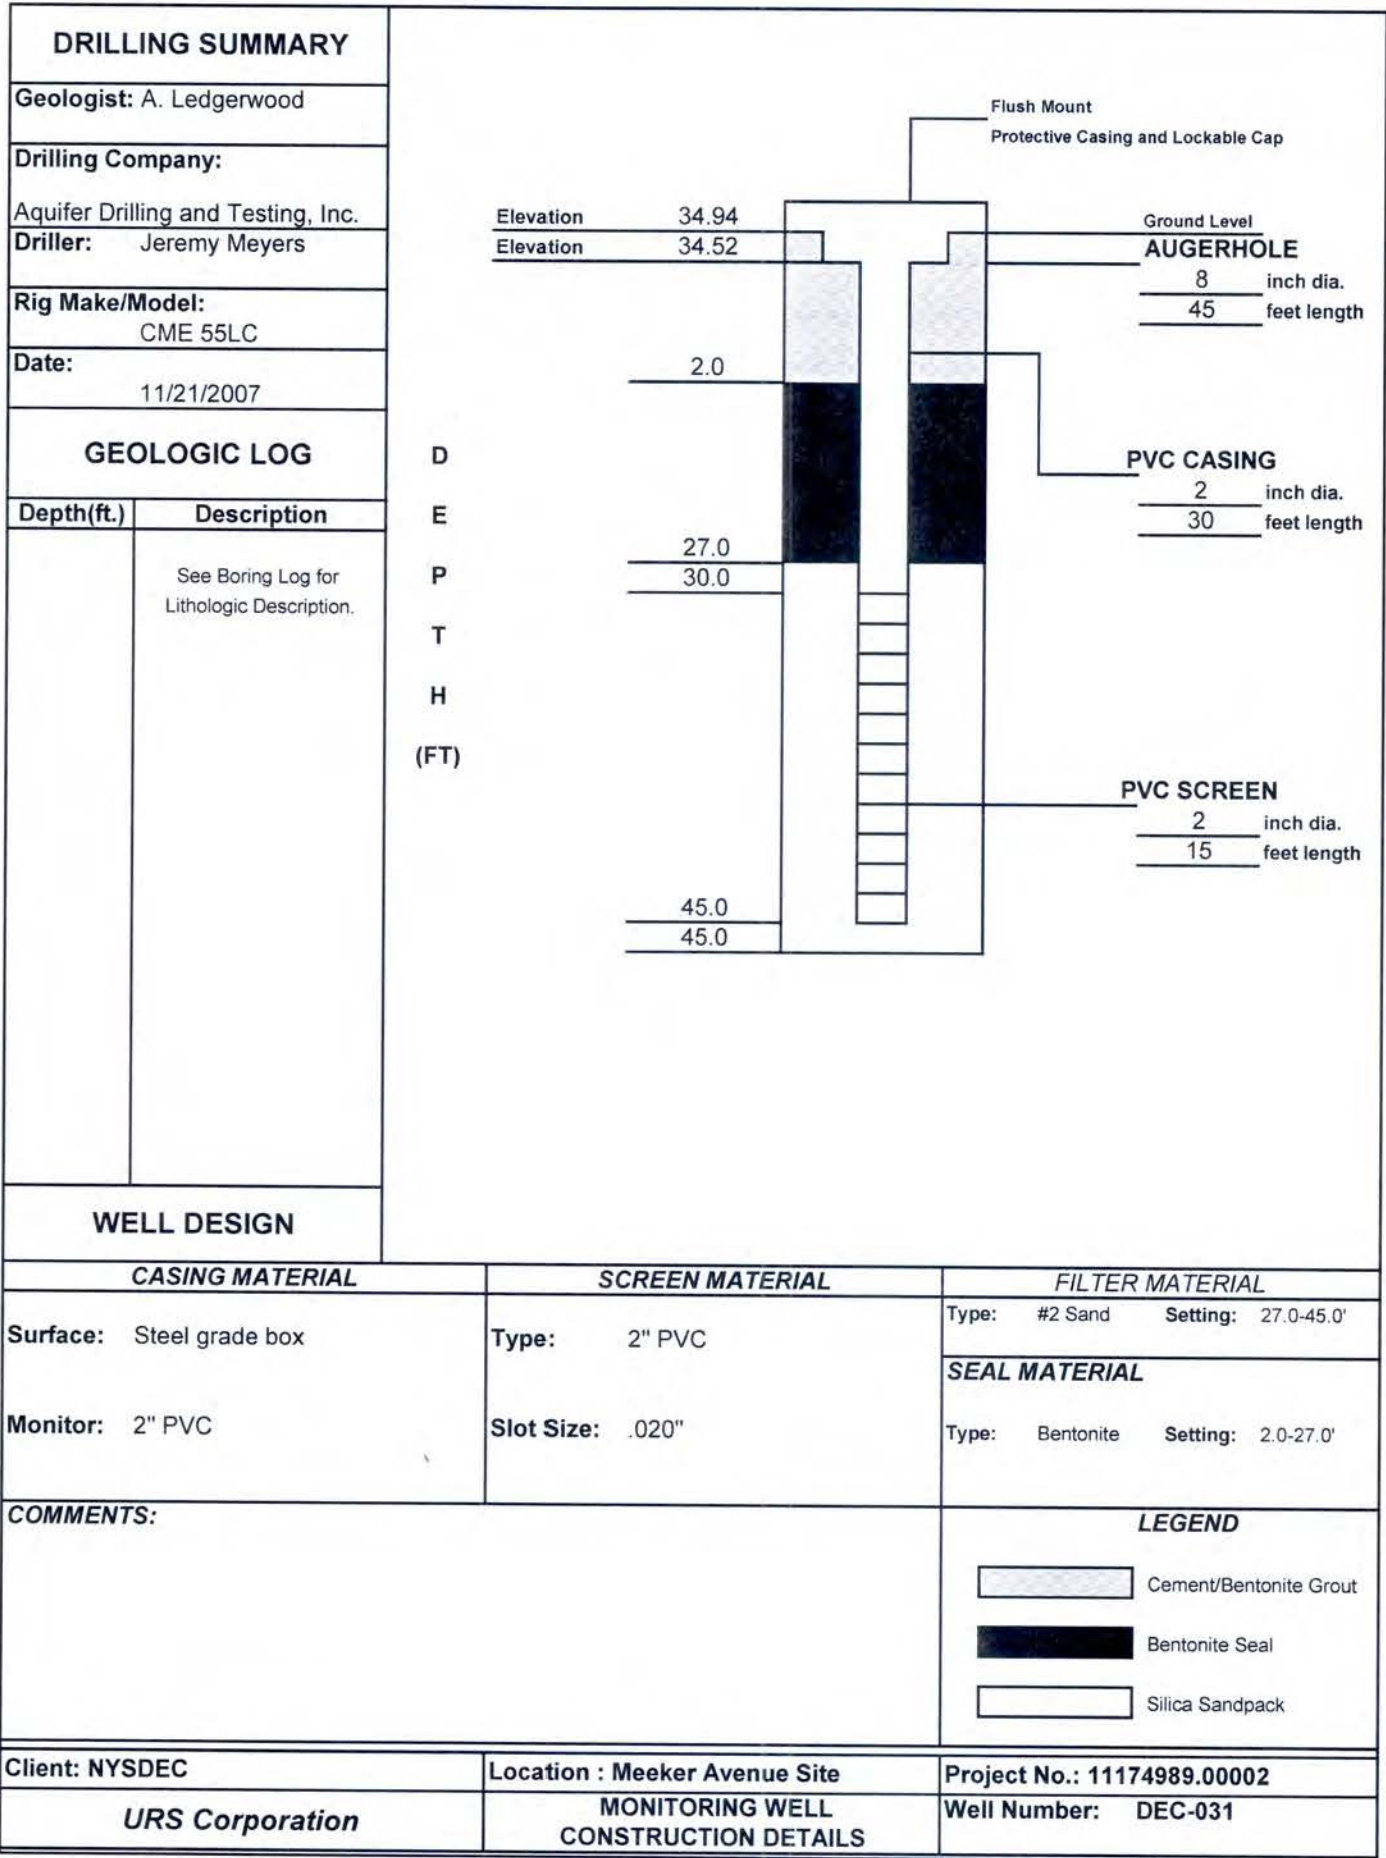 DRILLING SUMMARY
Geologist: A. Ledgerwood
Drilling Company:
Aquifer Drilling and Testing, Inc.
Driller: Jeremy Meyers
Rig Make/Model:
CME 55LC
Date:
11/21/2007
GEOLOGIC LOG
Depth(ft.) Description
See Boring Log for
Lithologic Description.
D
E
P
T
H
(FT)
Flush Mount
Protective Casing and Lockable Cap
Elevation 34.94
Elevation 34.52
Ground Level
AUGERHOLE
8 inch dia.
45 feet length
2.0
PVC CASING
2 inch dia.
30 feet length
27.0
30.0
PVC SCREEN
2 inch dia.
15 feet length
45.0
45.0
WELL DESIGN
CASING MATERIAL
Surface: Steel grade box
Monitor: 2" PVC
SCREEN MATERIAL
Type: 2" PVC
Slot Size: .020"
FILTER MATERIAL
Type: #2 Sand Setting: 27.0-45.0'
SEAL MATERIAL
Type: Bentonite Setting: 2.0-27.0'
COMMENTS:
LEGEND
Cement/Bentonite Grout
Bentonite Seal
Silica Sandpack
Client: NYSDEC
Location : Meeker Avenue Site
Project No.: 11174989.00002
URS Corporation
MONITORING WELL
CONSTRUCTION DETAILS
Well Number: DEC-031